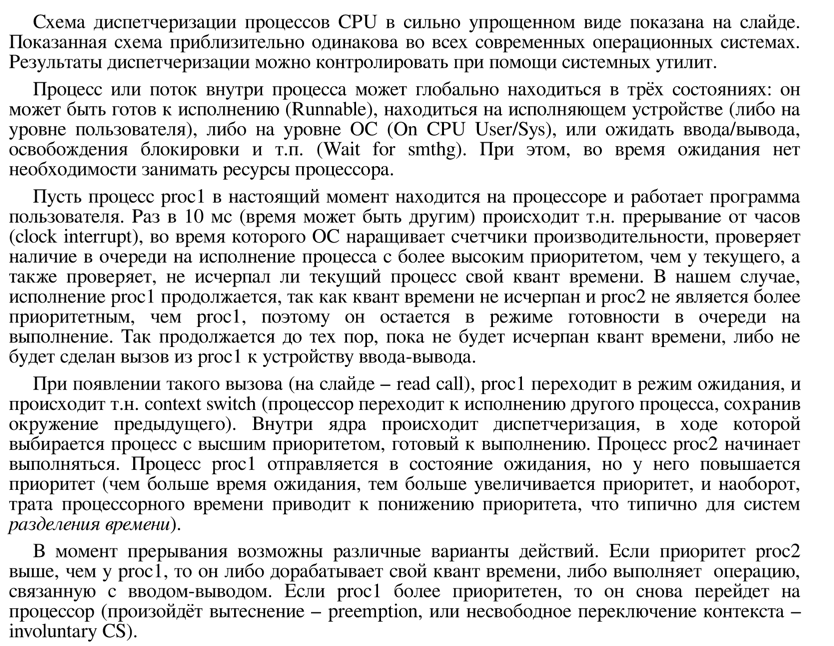 Схема диспетчеризации процессов CPU в сильно упрощенном виде показана на слайде.
Показанная схема приблизительно одинакова во всех современных операционных системах.
Результаты диспетчеризации можно контролировать при помощи системных утилит.
Процесс или поток внутри процесса может глобально находиться в трёх состояниях: он
может быть готов к исполнению (Runnable), находиться на исполняющем устройстве (либо на
уровне пользователя), либо на уровне ОС (On CPU User/Sys), или ожидать ввода/вывода,
освобождения блокировки и т.п. (Wait for smthg). При этом, во время ожидания нет
необходимости занимать ресурсы процессора.
Пусть процесс proc1 в настоящий момент находится на процессоре и работает программа
пользователя. Раз в 10 мс (время может быть другим) происходит т.н. прерывание от часов
(clock interrupt), во время которого ОС наращивает счетчики производительности, проверяет
наличие в очереди на исполнение процесса с более высоким приоритетом, чем у текущего, а
также проверяет, не исчерпал ли текущий процесс свой квант времени. В нашем случае,
исполнение proc1 продолжается, так как квант времени не исчерпан и proc2 не является более
приоритетным, чем proc1, поэтому он остается в режиме готовности в очереди на
выполнение. Так продолжается до тех пор, пока не будет исчерпан квант времени, либо не
будет сделан вызов из proc1 к устройству ввода-вывода.
При появлении такого вызова (на слайде – read call), proc1 переходит в режим ожидания, и
происходит т.н. context switch (процессор переходит к исполнению другого процесса, сохранив
окружение предыдущего). Внутри ядра происходит диспетчеризация, в ходе которой
выбирается процесс с высшим приоритетом, готовый к выполнению. Процесс proc2 начинает
выполняться. Процесс proc1 отправляется в состояние ожидания, но у него повышается
приоритет (чем больше время ожидания, тем больше увеличивается приоритет, и наоборот,
трата процессорного времени приводит к понижению приоритета, что типично для систем
разделения времени).
В момент прерывания возможны различные варианты действий. Если приоритет proc2
выше, чем у proc1, то он либо дорабатывает свой квант времени, либо выполняет операцию,
связанную с вводом-выводом. Если proc1 более приоритетен, то он снова перейдет на
процессор (произойдёт вытеснение – preemption, или несвободное переключение контекста –
involuntary CS).